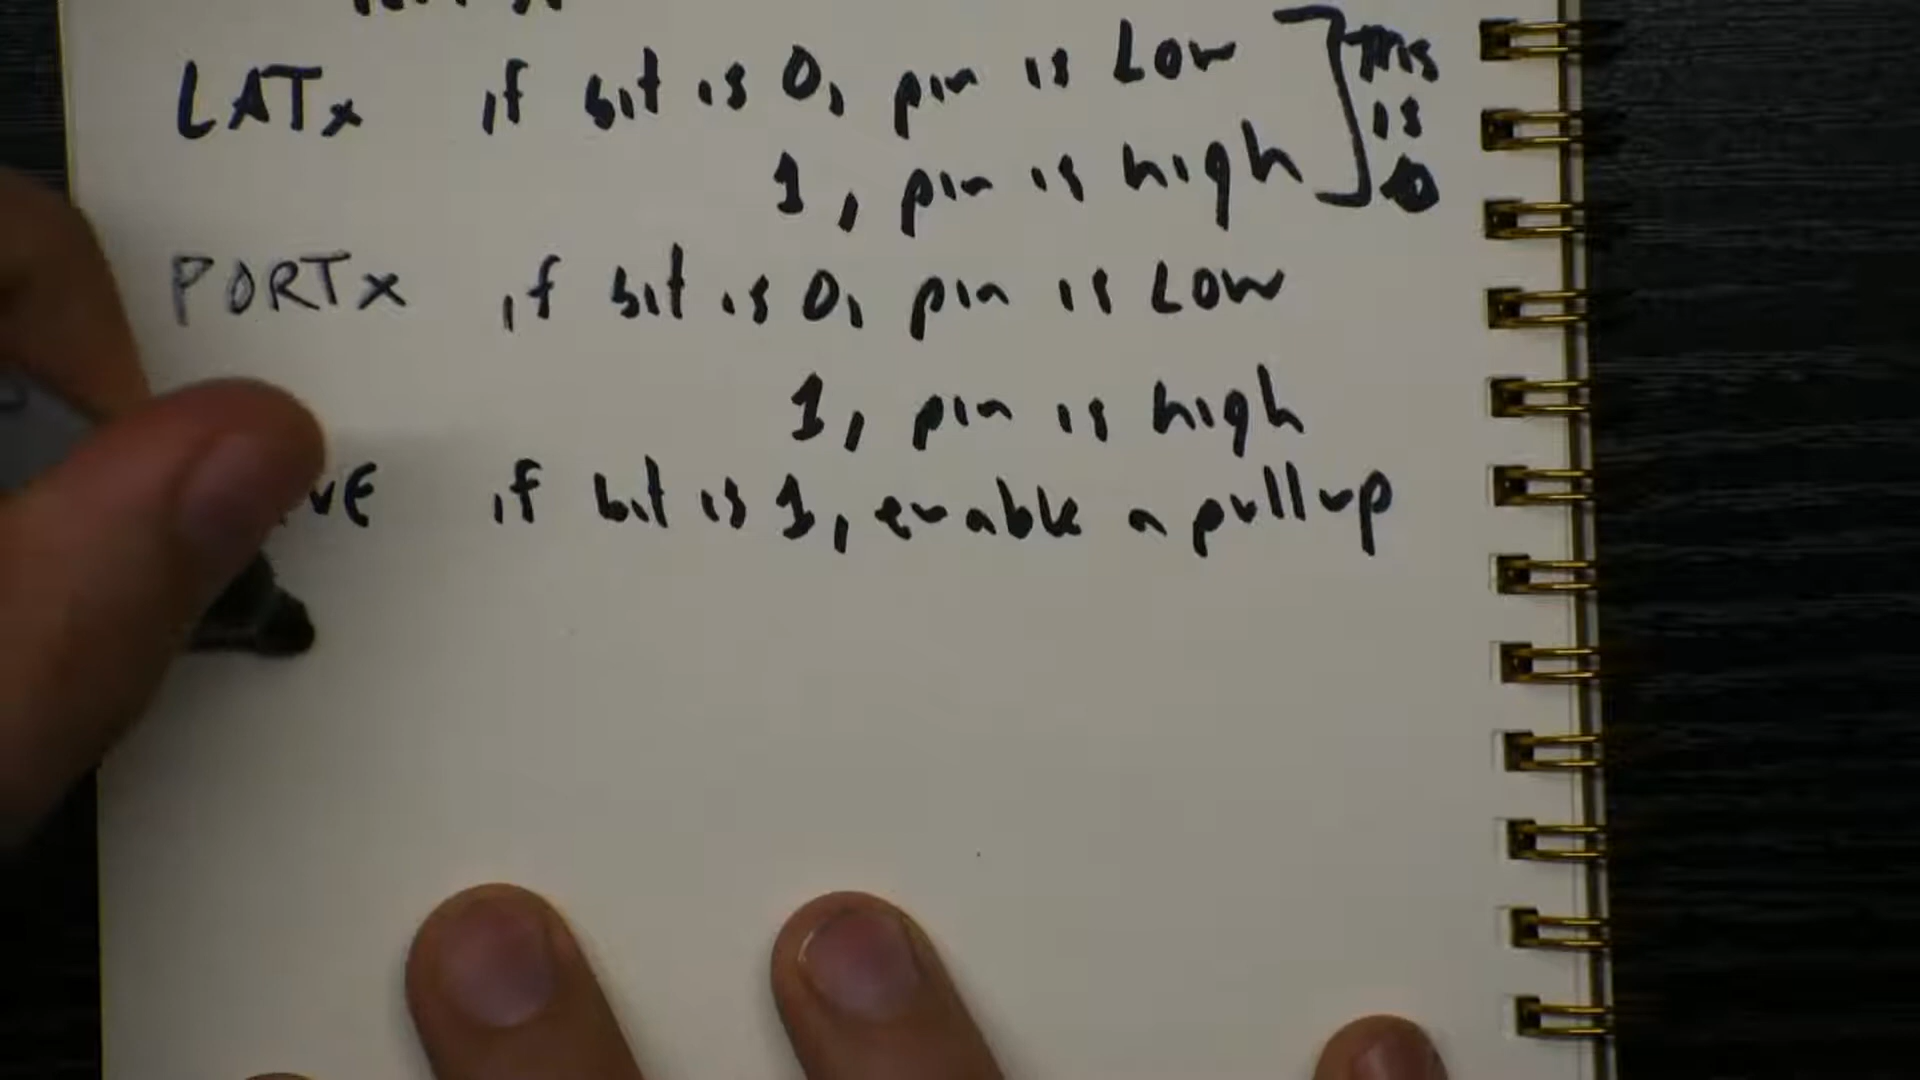 LATx if bit is 0, pin is Low
1, pin is high
This
is
PORTx if bit is 0, pin is Low
1, pin is high
if bit is 1, enable a pullup